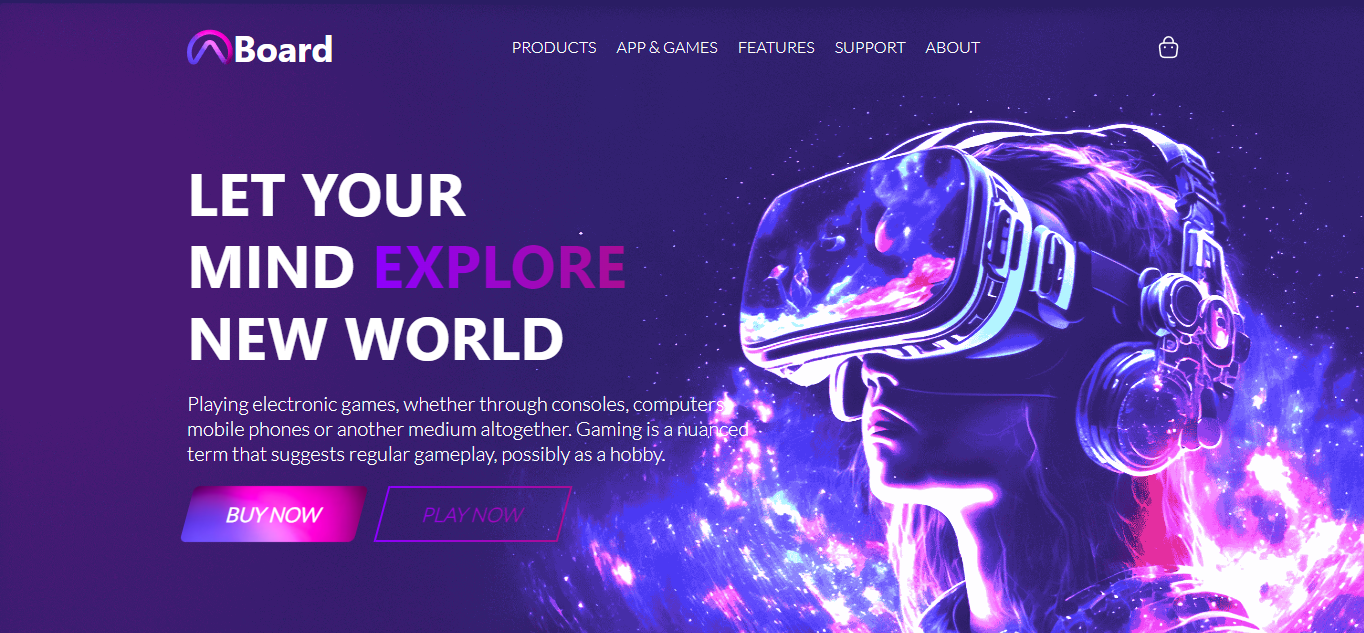 Board
PRODUCTS APP & GAMES FEATURES SUPPORT ABOUT
LET YOUR
MIND EXPLORE
NEW WORLD
Playing electronic games, whether through consoles, computers,
mobile phones or another medium altogether. Gaming is a nuanced
term that suggests regular gameplay, possibly as a hobby.
BUY NOW PLAY NOW